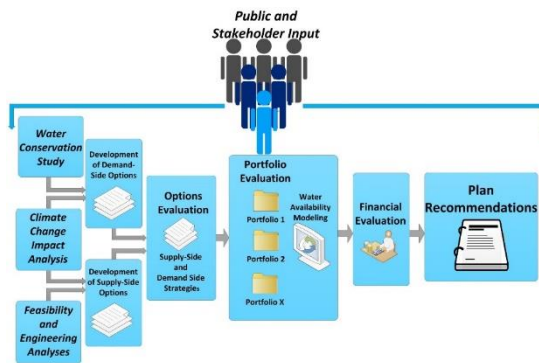 Public and
Stakeholder Input
Water
Conservation
Study
Climate
Change
Impact
Analysis
Feasibility
and
Engineering
Analyses
Development
of Demand-
Side Options
Development
of Supply-Side
Options
Options
Evaluation
Supply-Side
and
Demand Side
Strategies
Portfolio
Evaluation
Portfolio 1
Portfolio 2
Portfolio X
Water
Availability
Modeling
Financial
Evaluation
Plan
Recommendations